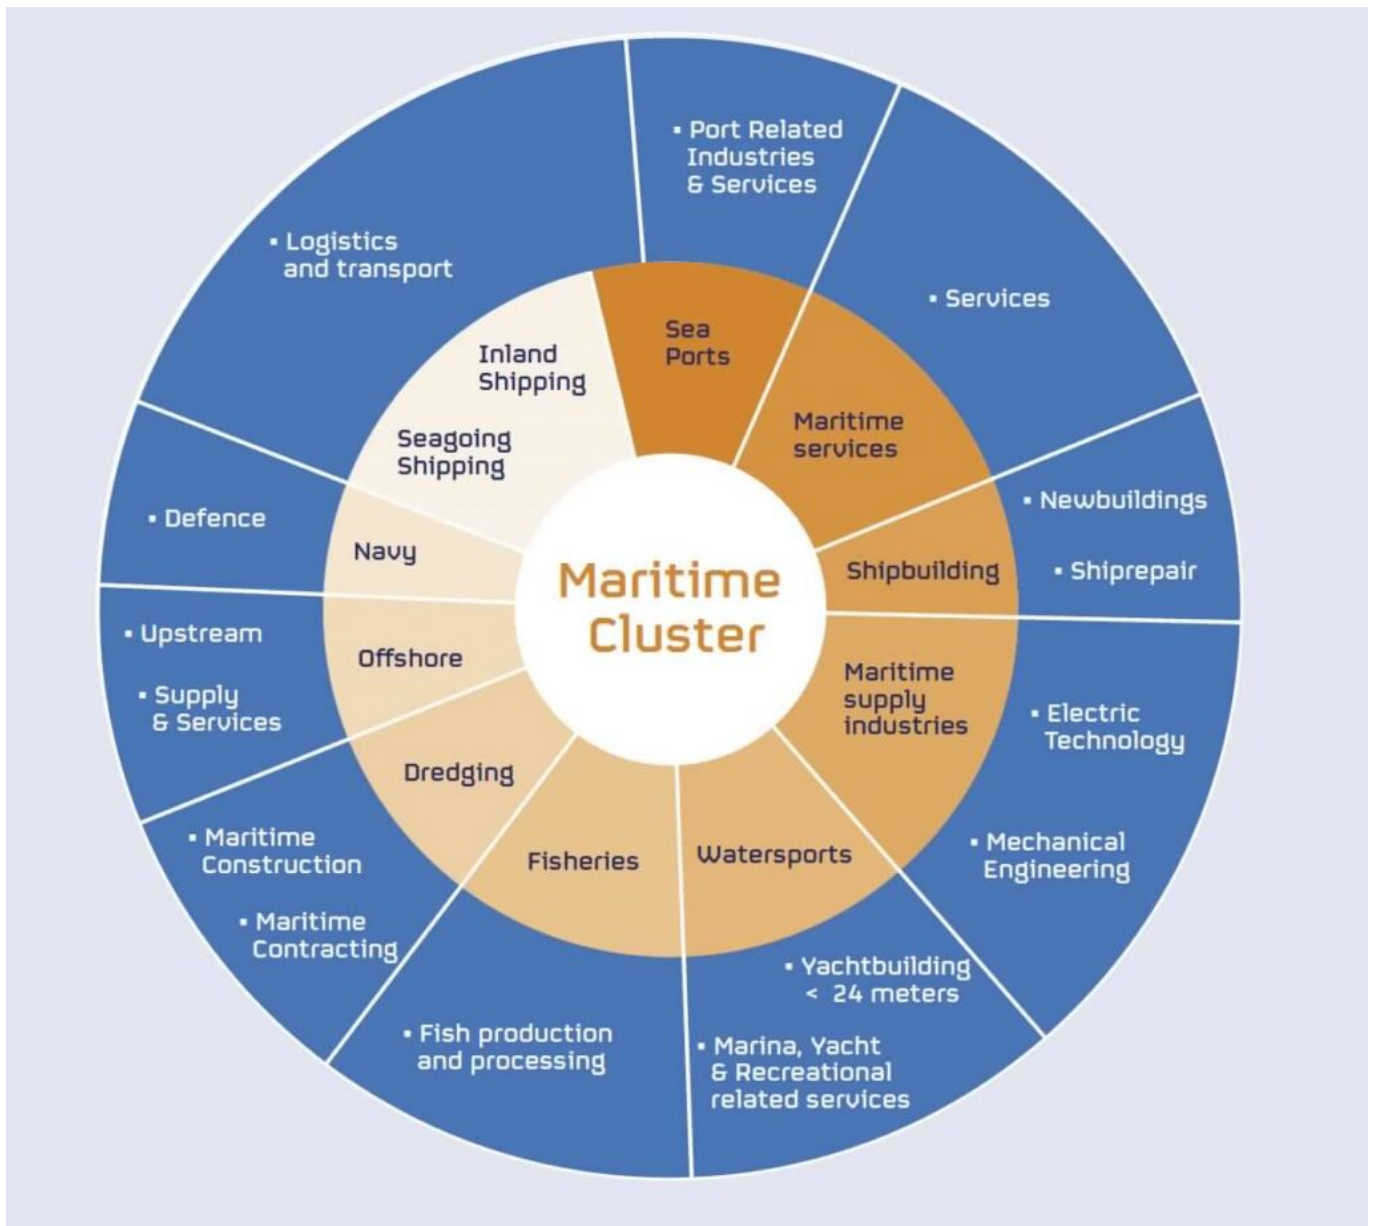 Maritime
Cluster
Sea
Ports
Maritime
services
Shipbuilding
Maritime
supply
industries
Watersports
Fisheries
Dredging
Offshore
Navy
Seagoing
Shipping
Inland
Shipping
▪ Port Related
Industries
& Services
▪ Services
▪ Newbuildings
▪ Shiprepair
▪ Electric
Technology
▪ Mechanical
Engineering
▪ Yachtbuilding
< 24 meters
▪ Marina, Yacht
& Recreational
related services
▪ Fish production
and processing
▪ Maritime
Construction
▪ Maritime
Contracting
▪ Upstream
▪ Supply
& Services
▪ Defence
▪ Logistics
and transport